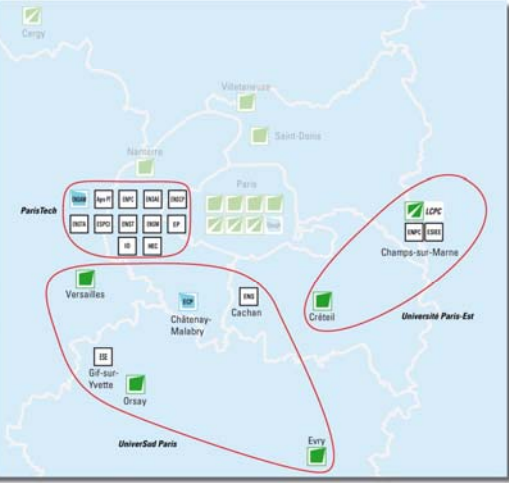 Cergy
Villetaneuse
Saint-Denis
Nanterre
Paris
ParisTech
ENSAM
Agro PT
ENPC
ENSAE
ENSCP
ENSTA
ESPCI
ENST
ENSM
EP
IO
HEC
LCPC
ENPC
ESIEE
Champs-sur-Marne
Versailles
ECP
Châtenay-
Malabry
ENS
Cachan
Créteil
Université Paris-Est
ESE
Gif-sur-
Yvette
Orsay
UniverSud Paris
Evry